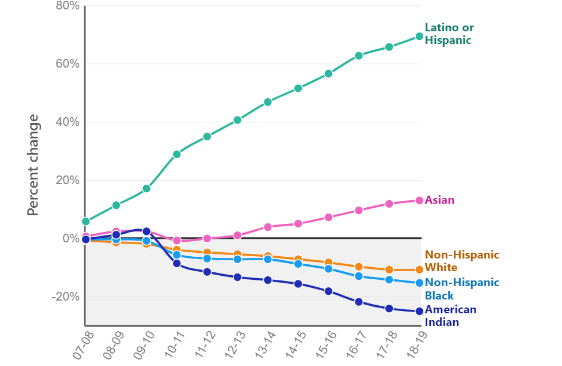 80%
60%
40%
20%
0%
-20%
Percent change
Latino or
Hispanic
Asian
Non-Hispanic
White
Non-Hispanic
Black
American
Indian
07-08
08-09
09-10
10-11
11-12
12-13
13-14
14-15
15-16
16-17
17-18
18-19